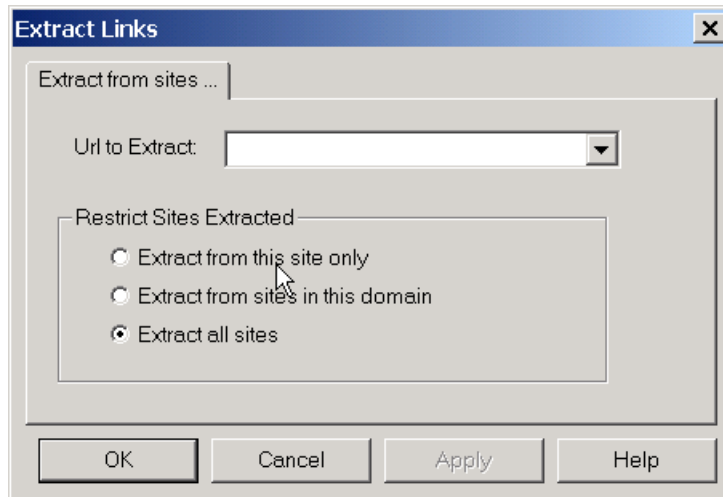 Extract Links
Extract from sites ...
Url to Extract:
Restrict Sites Extracted
Extract from this site only
Extract from sites in this domain
Extract all sites
OK Cancel Apply Help